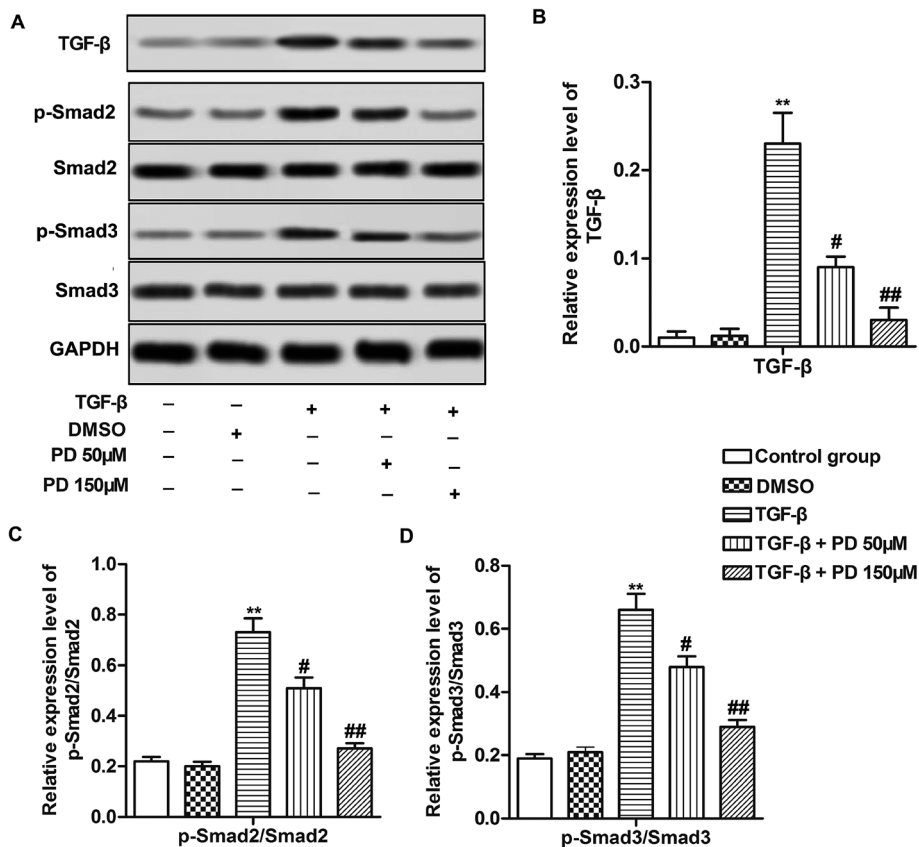 A
TGF-β
p-Smad2
Smad2
p-Smad3
Smad3
GAPDH
TGF-β – – + + +
DMSO – + – – –
PD 50μM – – – + –
PD 150μM – – – – +
B
Relative expression level of
TGF-β
0.3
0.2
0.1
0.0
**
#
##
TGF-β
Control group
DMSO
TGF-β
TGF-β + PD 50μM
TGF-β + PD 150μM
C
Relative expression level of
p-Smad2/Smad2
1.0
0.8
0.6
0.4
0.2
0.0
**
#
##
p-Smad2/Smad2
D
Relative expression level of
p-Smad3/Smad3
0.8
0.6
0.4
0.2
0.0
**
#
##
p-Smad3/Smad3